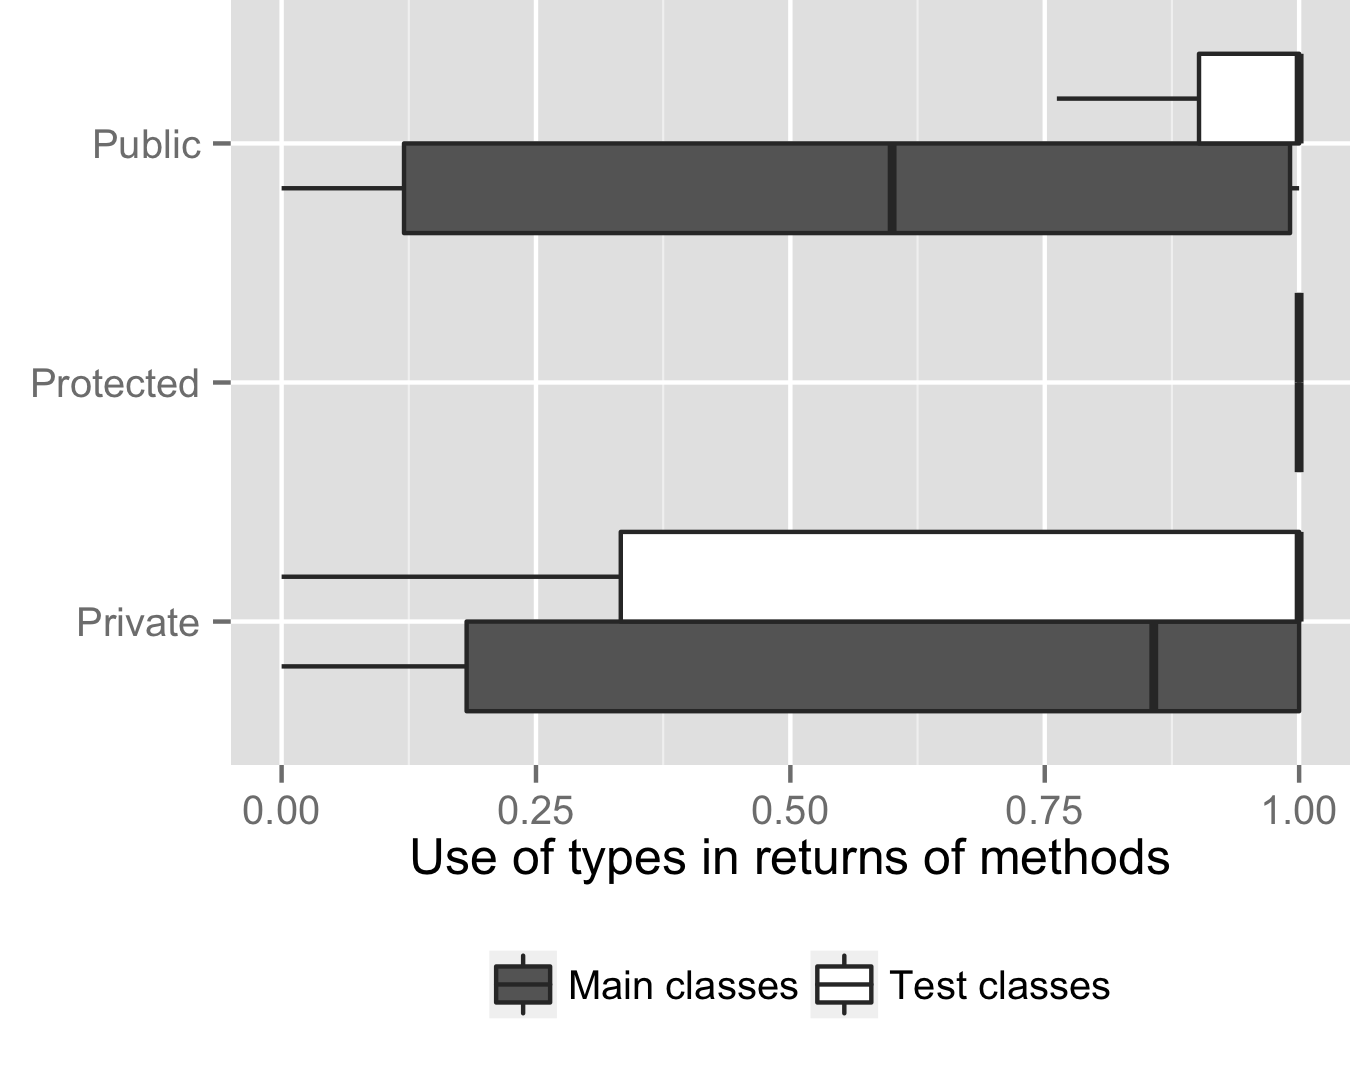 Public
Protected
Private
0.00 0.25 0.50 0.75 1.00
Use of types in returns of methods
Main classes Test classes